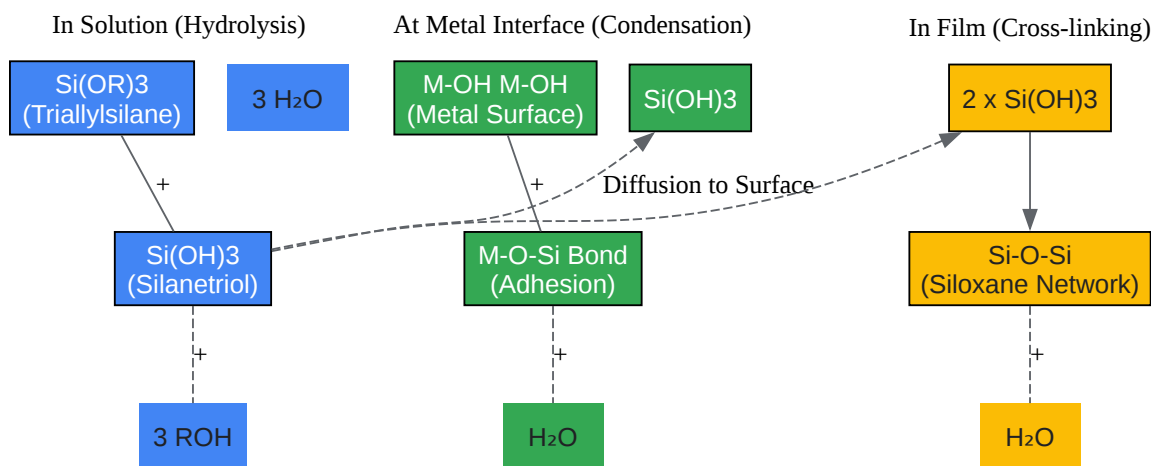 In Solution (Hydrolysis)
At Metal Interface (Condensation)
In Film (Cross-linking)
Si(OR)3
(Triallylsilane)
3 H₂O
M-OH M-OH
(Metal Surface)
Si(OH)3
2 x Si(OH)3
+
+
Diffusion to Surface
Si(OH)3
(Silanetriol)
M-O-Si Bond
(Adhesion)
Si-O-Si
(Siloxane Network)
+
+
+
3 ROH
H₂O
H₂O